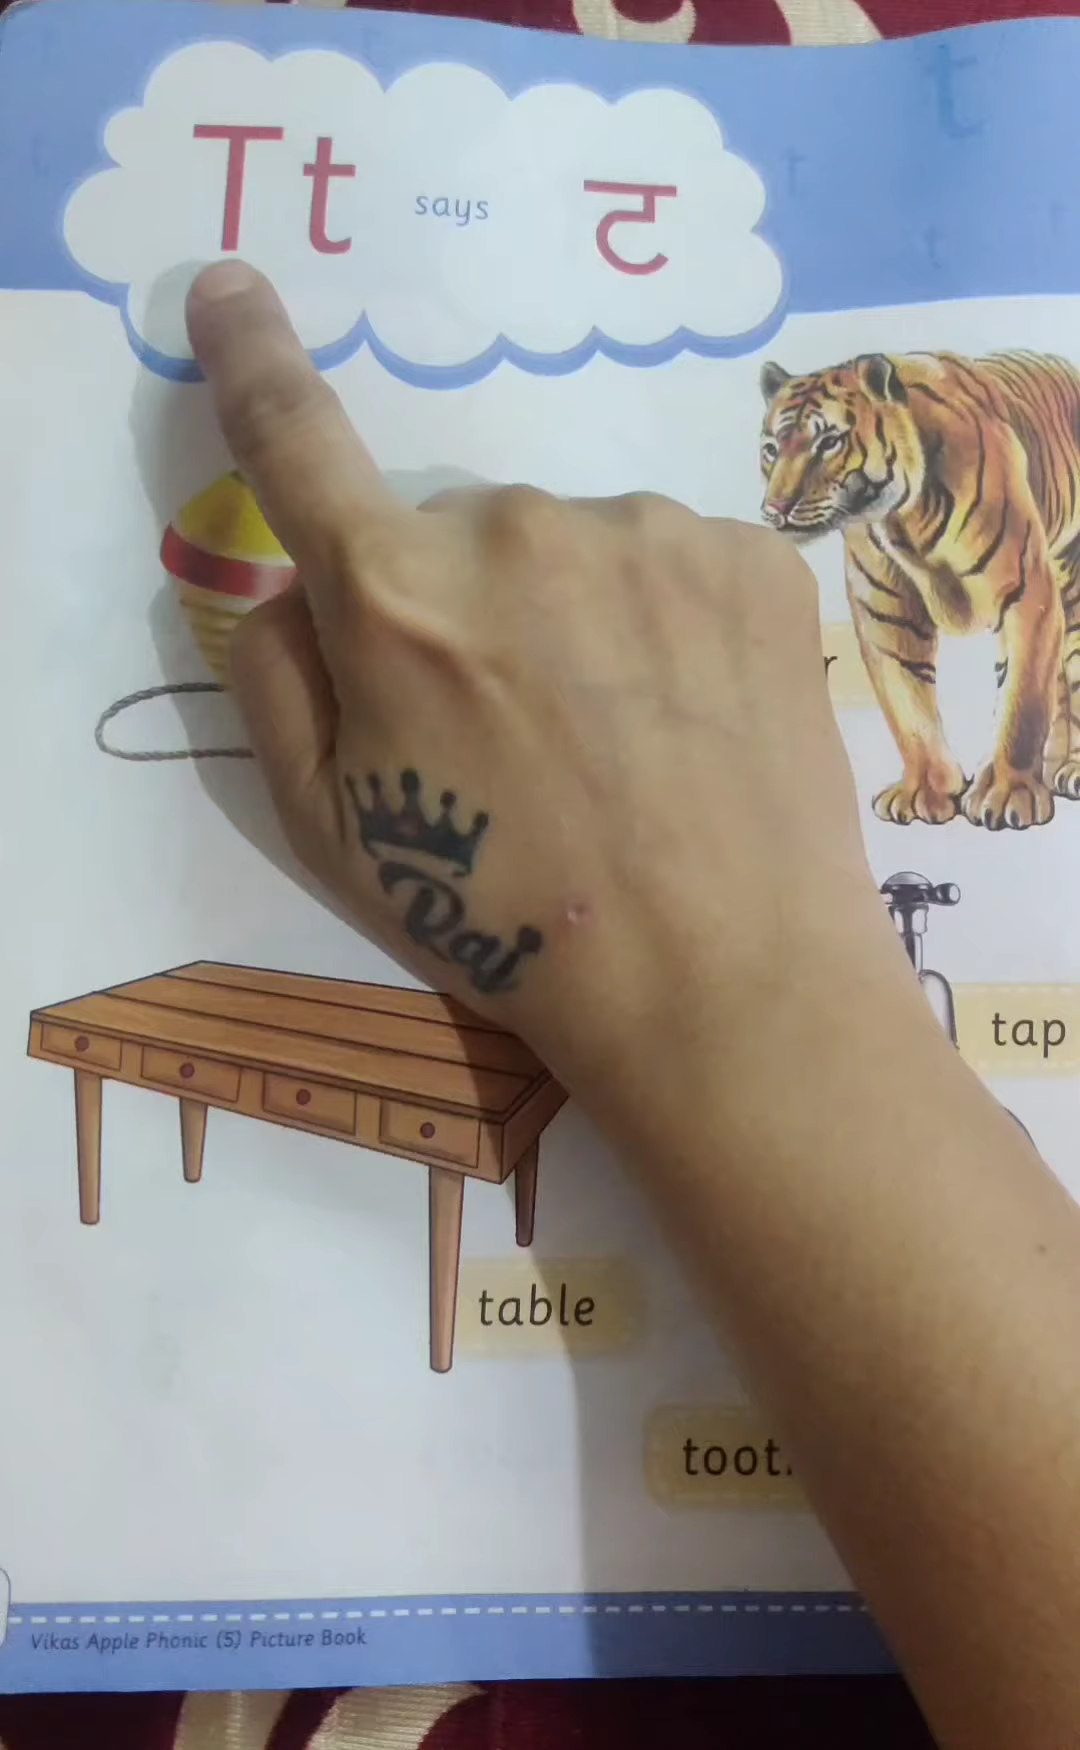 Tt says ट
r
tap
table
toot
Raj
Vikas Apple Phonic (5) Picture Book